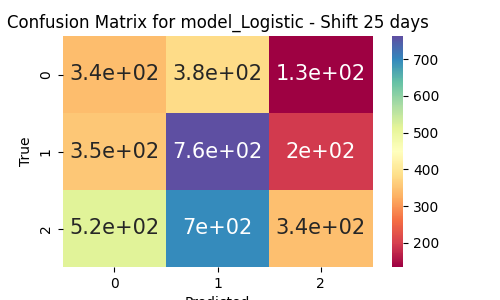 Confusion Matrix for model_Logistic - Shift 25 days
0 3.4e+02 3.8e+02 1.3e+02
1 3.5e+02 7.6e+02 2e+02
2 5.2e+02 7e+02 3.4e+02
True
0 1 2
Predicted
700
600
500
400
300
200